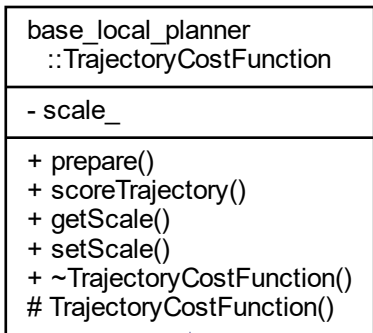 base_local_planner
::TrajectoryCostFunction
- scale_
+ prepare()
+ scoreTrajectory()
+ getScale()
+ setScale()
+ ~TrajectoryCostFunction()
# TrajectoryCostFunction()